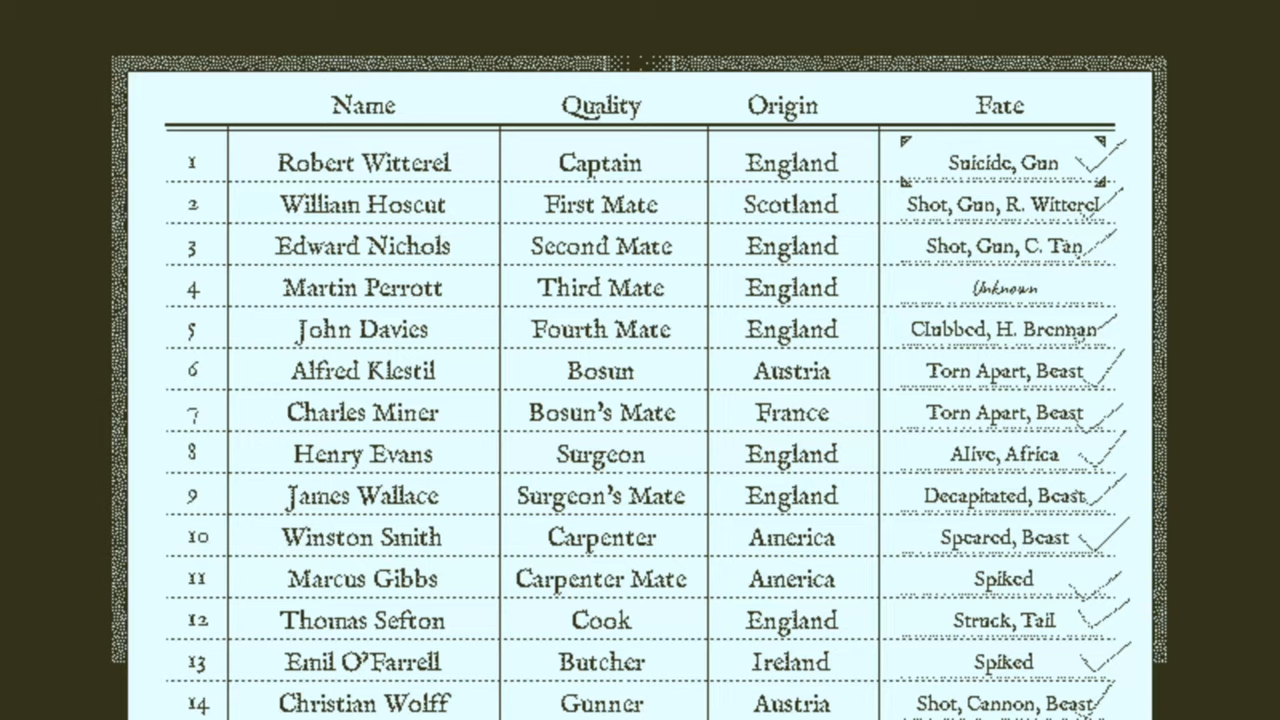 Name Quality Origin Fate
1 Robert Witterel Captain England Suicide, Gun
2 William Hoscut First Mate Scotland Shot, Gun, R. Witterel
3 Edward Nichols Second Mate England Shot, Gun, C. Tan
4 Martin Perrott Third Mate England Unknown
5 John Davies Fourth Mate England Clubbed, H. Brennan
6 Alfred Klestil Bosun Austria Torn Apart, Beast
7 Charles Miner Bosun's Mate France Torn Apart, Beast
8 Henry Evans Surgeon England Alive, Africa
9 James Wallace Surgeon's Mate England Decapitated, Beast
10 Winston Smith Carpenter America Speared, Beast
11 Marcus Gibbs Carpenter Mate America Spiked
12 Thomas Sefton Cook England Struck, Tail
13 Emil O'Farrell Butcher Ireland Spiked
14 Christian Wolff Gunner Austria Shot, Cannon, Beast